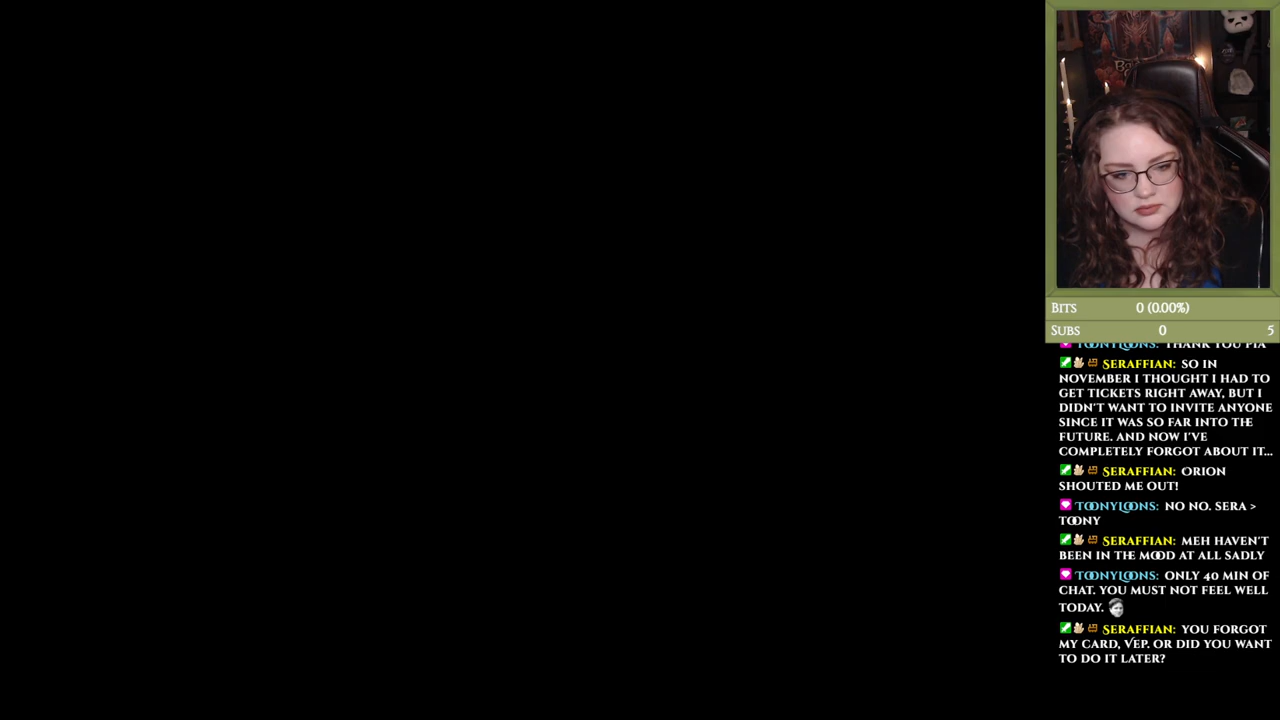 Bits 0 (0.00%)
Subs 0 5
ToonyLoons: Thank you Pia
Seraffian: So in
November I thought I had to
get tickets right away, but I
didn't want to invite anyone
since it was so far into the
future. And now I've
completely forgot about it...
Seraffian: Orion
shouted me out!
ToonyLoons: No no. Sera >
Toony
Seraffian: Meh haven't
been in the mood at all sadly
ToonyLoons: Only 40 min of
chat. You must not feel well
today.
Seraffian: You forgot
my card, Vep. Or did you want
to do it later?